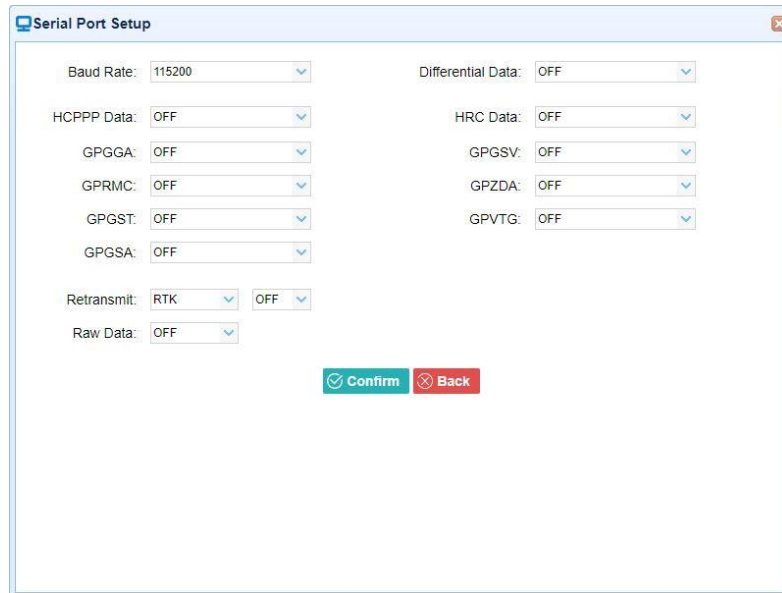 Serial Port Setup
Baud Rate: 115200 Differential Data: OFF
HCPPP Data: OFF HRC Data: OFF
GPGGA: OFF GPGSV: OFF
GPRMC: OFF GPZDA: OFF
GPGST: OFF GPVTG: OFF
GPGSA: OFF
Retransmit: RTK OFF
Raw Data: OFF
Confirm Back